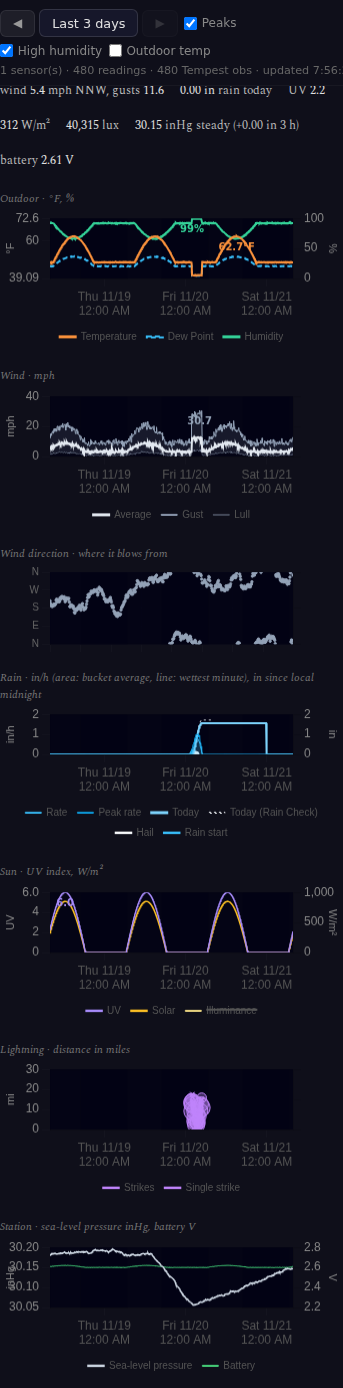 ◀ Last 3 days ▶ Peaks
High humidity Outdoor temp
1 sensor(s) · 480 readings · 480 Tempest obs · updated 7:56:
wind 5.4 mph NNW, gusts 11.6 0.00 in rain today UV 2.2
312 W/m² 40,315 lux 30.15 inHg steady (+0.00 in 3 h)
battery 2.61 V
Outdoor · °F, %
72.6 100
99%
60 50
62.7°F
39.09 0
°F %
Thu 11/19 Fri 11/20 Sat 11/21
12:00 AM 12:00 AM 12:00 AM
Temperature Dew Point Humidity
Wind · mph
40
30.7
20
0
mph
Thu 11/19 Fri 11/20 Sat 11/21
12:00 AM 12:00 AM 12:00 AM
Average Gust Lull
Wind direction · where it blows from
N
W
S
E
N
Rain · in/h (area: bucket average, line: wettest minute), in since local
midnight
2 2
1 1
0 0
in/h in
Thu 11/19 Fri 11/20 Sat 11/21
12:00 AM 12:00 AM 12:00 AM
Rate Peak rate Today Today (Rain Check)
Hail Rain start
Sun · UV index, W/m²
6.0 1,000
4
500
2
0 0
UV W/m²
Thu 11/19 Fri 11/20 Sat 11/21
12:00 AM 12:00 AM 12:00 AM
UV Solar Illuminance
Lightning · distance in miles
30
20
10
0
mi
Thu 11/19 Fri 11/20 Sat 11/21
12:00 AM 12:00 AM 12:00 AM
Strikes Single strike
Station · sea-level pressure inHg, battery V
30.20 2.8
30.15 2.6
30.10 2.4
30.05 2.2
inHg V
Thu 11/19 Fri 11/20 Sat 11/21
12:00 AM 12:00 AM 12:00 AM
Sea-level pressure Battery